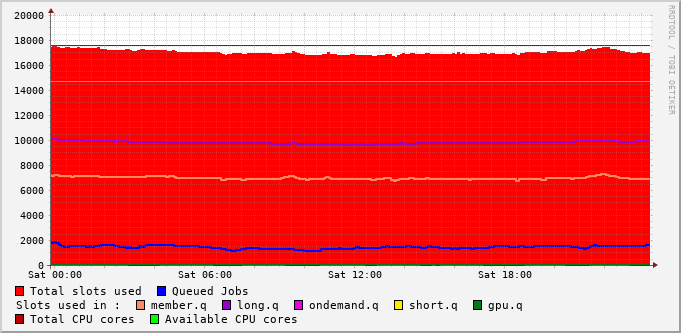 20000
18000
16000
14000
12000
10000
8000
6000
4000
2000
0
Sat 00:00 Sat 06:00 Sat 12:00 Sat 18:00
RRDTOOL / TOBI OETIKER
Total slots used Queued Jobs
Slots used in : member.q long.q ondemand.q short.q gpu.q
Total CPU cores Available CPU cores